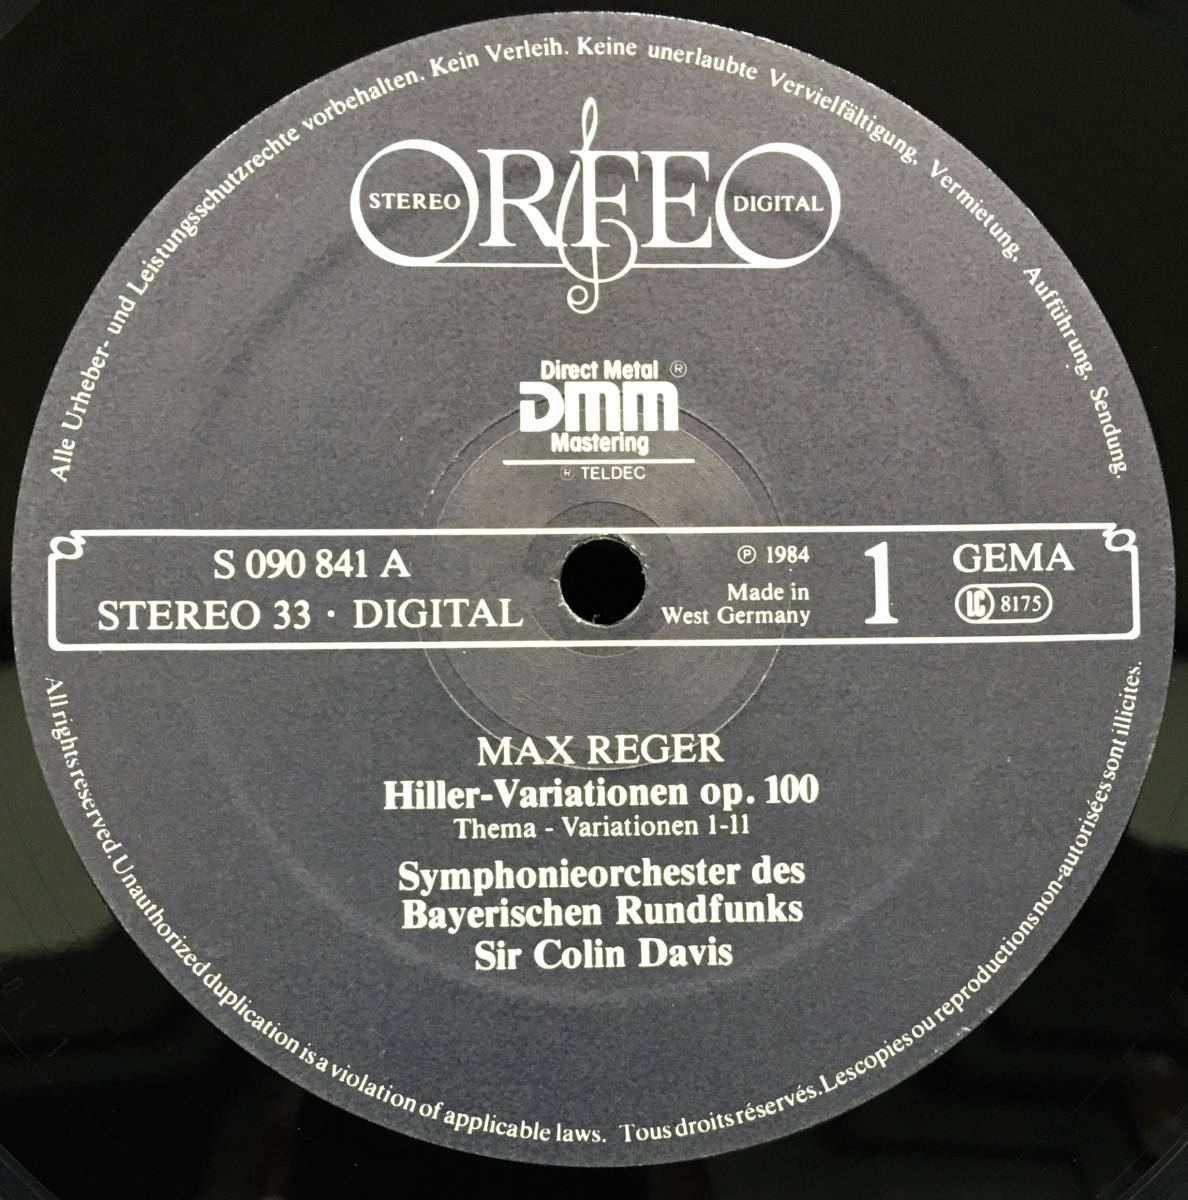 Alle Urheber- und Leistungsschutzrechte vorbehalten. Kein Verleih. Keine unerlaubte Vervielfältigung, Vermietung, Aufführung, Sendung.
ORFEO
STEREO
DIGITAL
Direct Metal ®
DMM
Mastering
® TELDEC
S 090 841 A
STEREO 33 · DIGITAL
℗ 1984
Made in
West Germany
1
GEMA
LC 8175
MAX REGER
Hiller-Variationen op. 100
Thema - Variationen 1-11
Symphonieorchester des
Bayerischen Rundfunks
Sir Colin Davis
All rights reserved. Unauthorized duplication is a violation of applicable laws. Tous droits réservés. Les copies ou reproductions non-autorisées sont illicites.